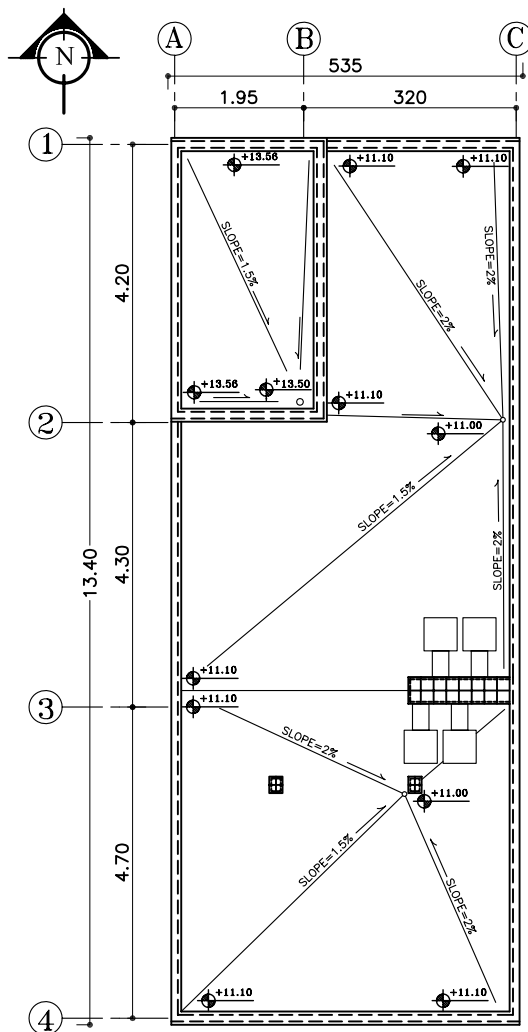 N
A B C
535
1.95 320
1
+13.56 +11.10 +11.10
SLOPE=1.5%
SLOPE=2%
SLOPE=2%
4.20
+13.56 +13.50 +11.10
2
+11.00
SLOPE=1.5%
SLOPE=2%
4.30
13.40
+11.10
3
+11.10
SLOPE=2%
+11.00
SLOPE=1.5%
SLOPE=2%
4.70
+11.10 +11.10
4